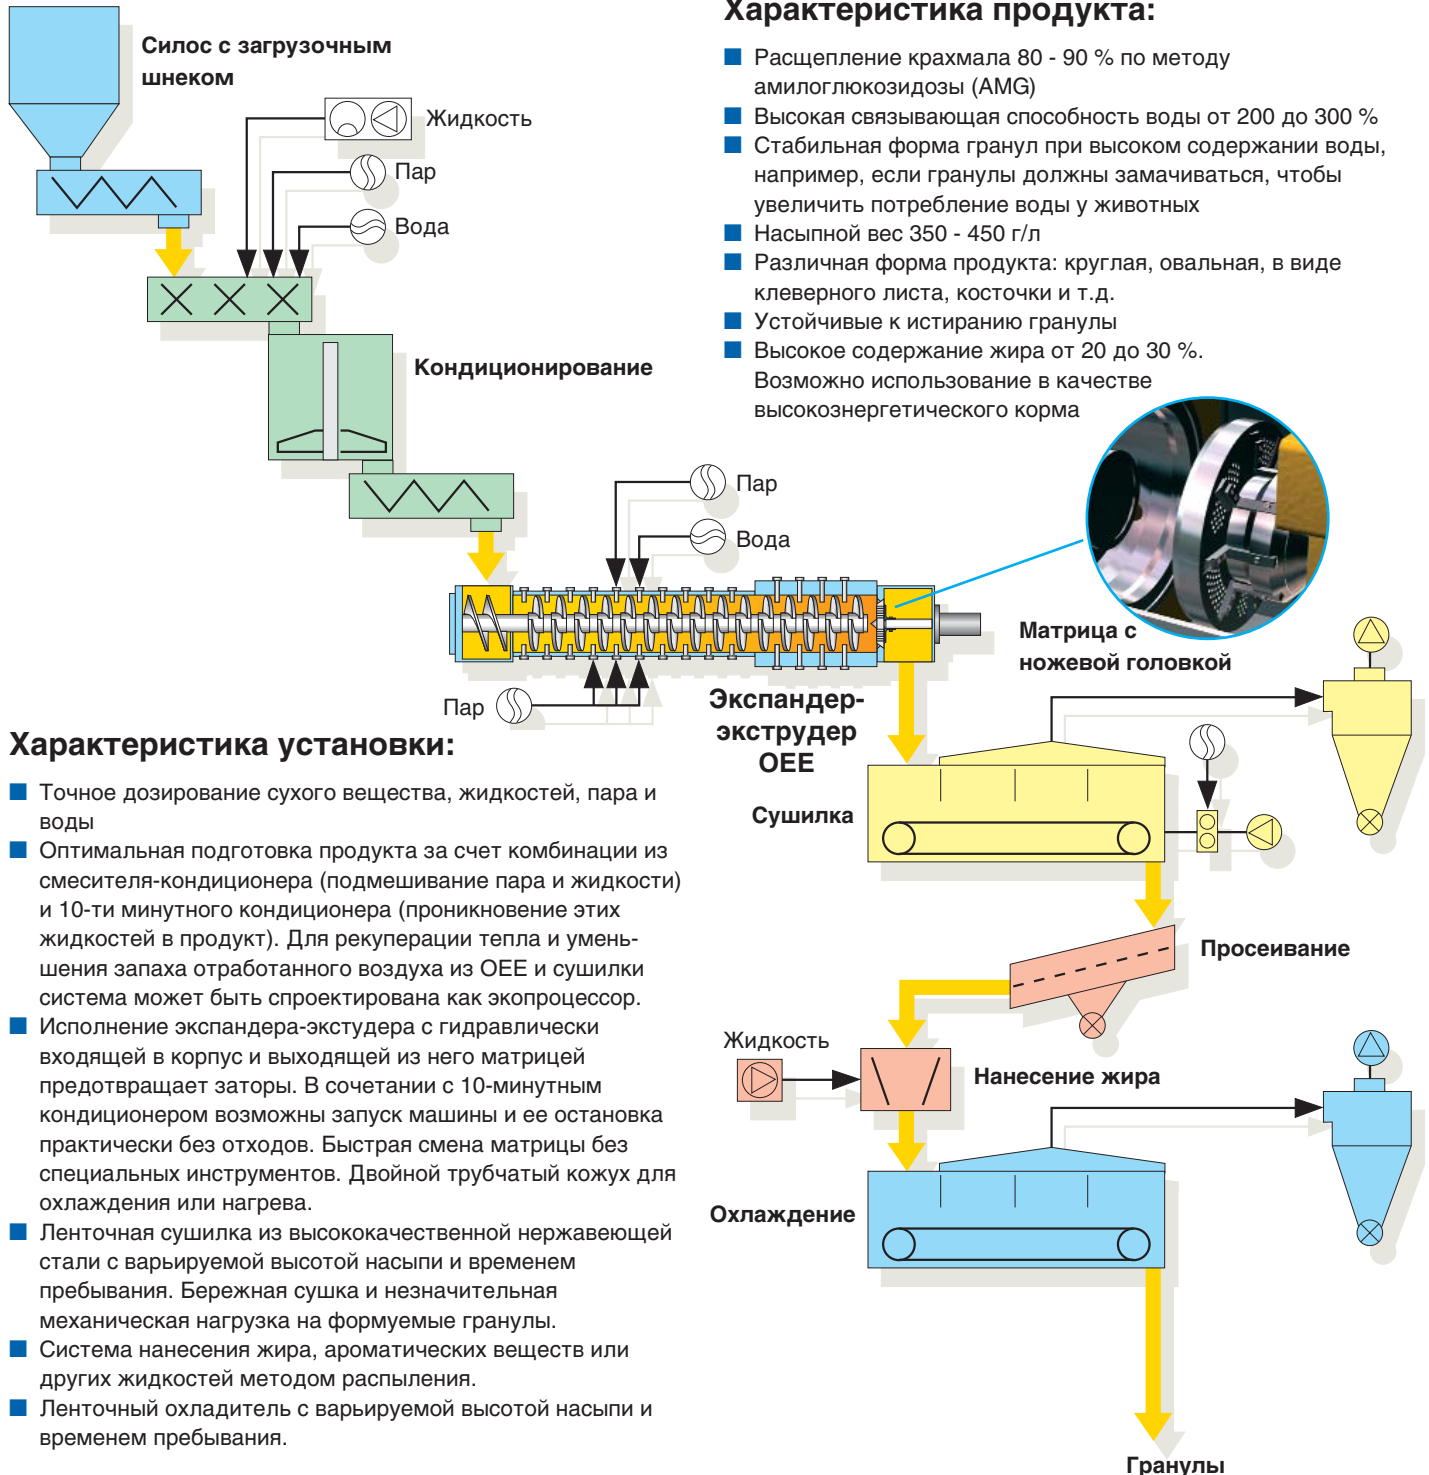 Характеристика продукта:
Силос с загрузочным
шнеком
Жидкость
Пар
Вода
Кондиционирование
Расщепление крахмала 80 - 90 % по методу
амилоглюкозидозы (AMG)
Высокая связывающая способность воды от 200 до 300 %
Стабильная форма гранул при высоком содержании воды,
например, если гранулы должны замачиваться, чтобы
увеличить потребление воды у животных
Насыпной вес 350 - 450 г/л
Различная форма продукта: круглая, овальная, в виде
клеверного листа, косточки и т.д.
Устойчивые к истиранию гранулы
Высокое содержание жира от 20 до 30 %.
Возможно использование в качестве
высокознергетического корма
Пар
Вода
Матрица с
ножевой головкой
Пар
Экспандер-
экструдер
OEE
Сушилка
Характеристика установки:
Точное дозирование сухого вещества, жидкостей, пара и
воды
Оптимальная подготовка продукта за счет комбинации из
смесителя-кондиционера (подмешивание пара и жидкости)
и 10-ти минутного кондиционера (проникновение этих
жидкостей в продукт). Для рекуперации тепла и умень-
шения запаха отработанного воздуха из OEE и сушилки
система может быть спроектирована как экопроцессор.
Исполнение экспандера-экстудера с гидравлически
входящей в корпус и выходящей из него матрицей
предотвращает заторы. В сочетании с 10-минутным
кондиционером возможны запуск машины и ее остановка
практически без отходов. Быстрая смена матрицы без
специальных инструментов. Двойной трубчатый кожух для
охлаждения или нагрева.
Ленточная сушилка из высококачественной нержавеющей
стали с варьируемой высотой насыпи и временем
пребывания. Бережная сушка и незначительная
механическая нагрузка на формуемые гранулы.
Система нанесения жира, ароматических веществ или
других жидкостей методом распыления.
Ленточный охладитель с варьируемой высотой насыпи и
временем пребывания.
Просеивание
Жидкость
Нанесение жира
Охлаждение
Гранулы